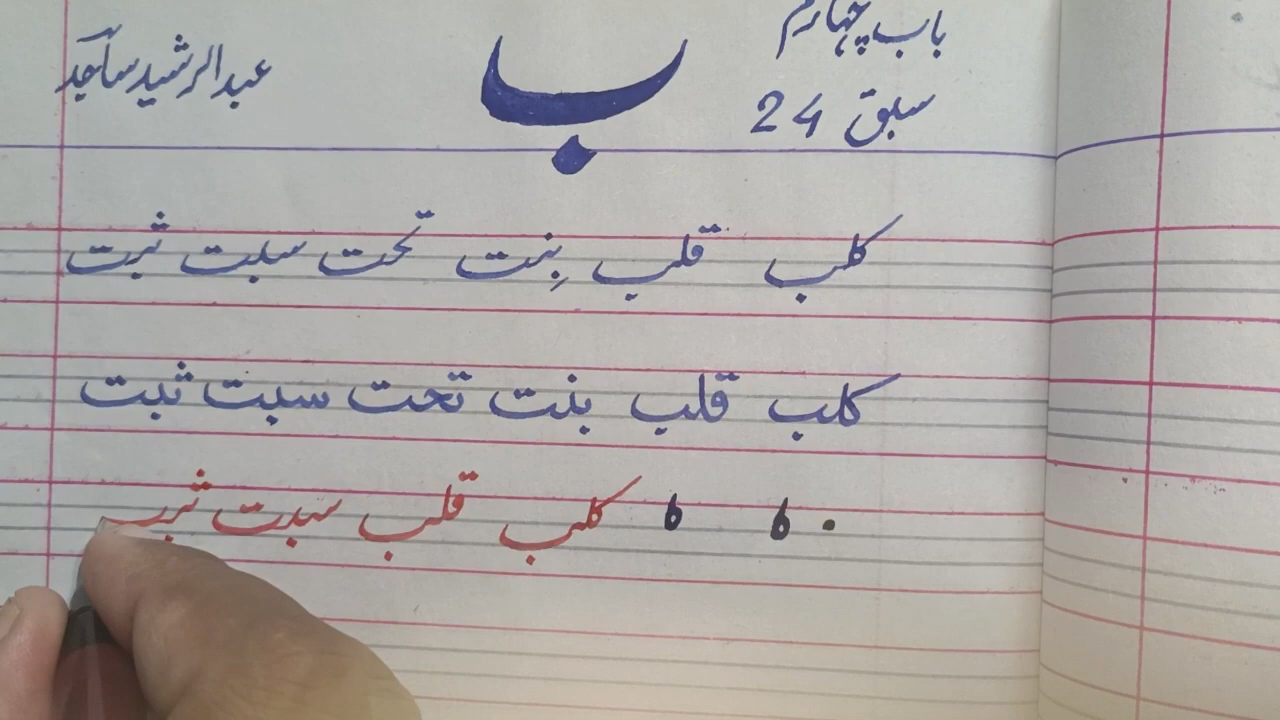 باب چہارم
سبق 24
ب
عبدالرشید ساجد
کلب قلب بِنت تحت سبت ثبت
کلب قلب بنت تحت سبت ثبت
کلب قلب سبت